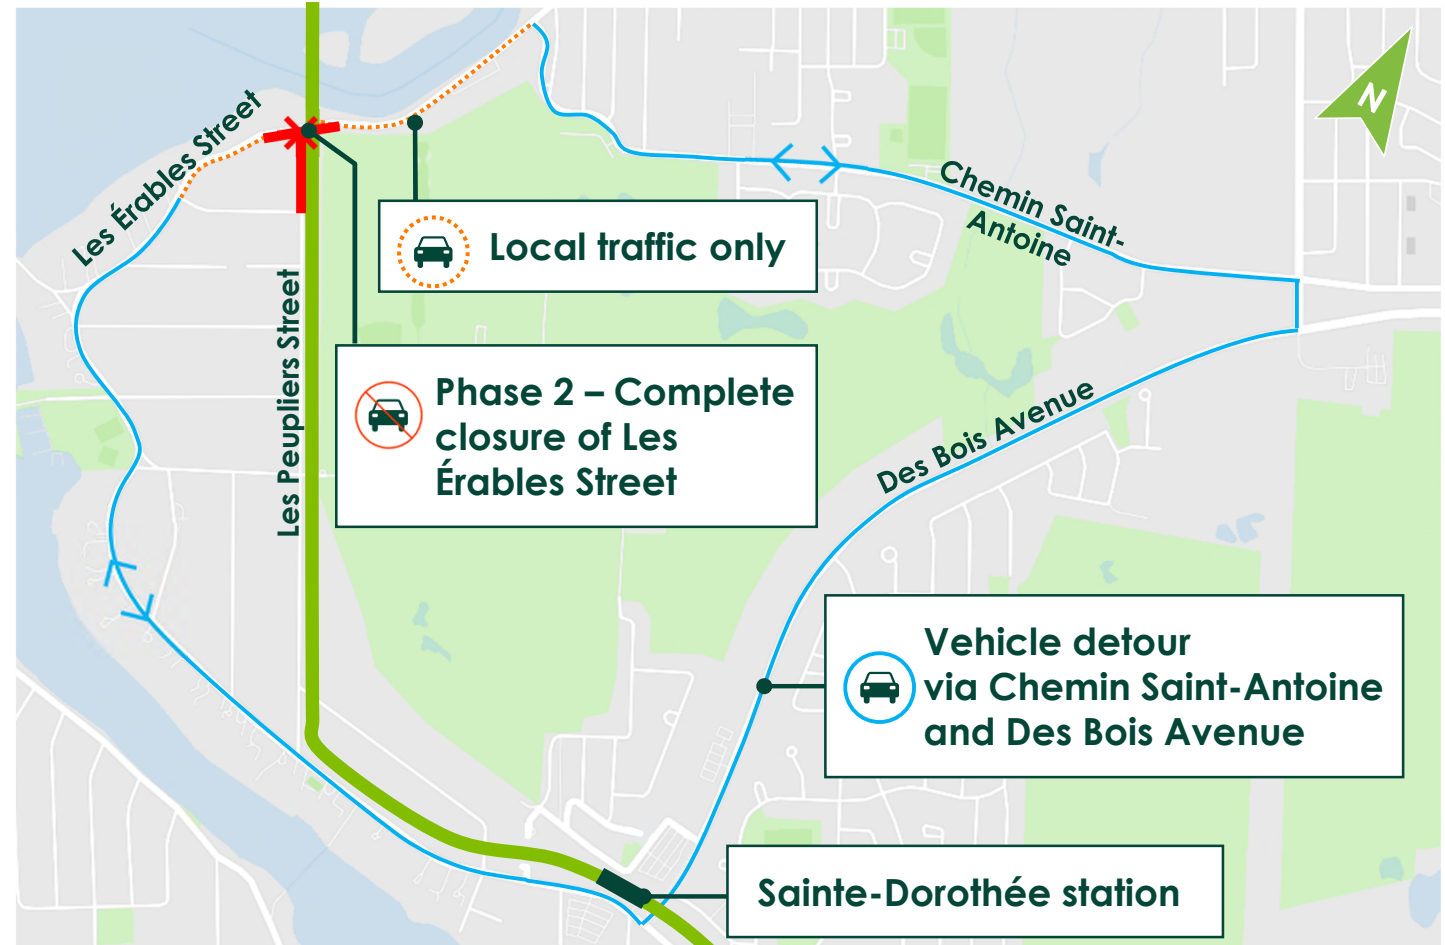 N
Les Érables Street
Chemin Saint-
Antoine
Local traffic only
Les Peupliers Street
Phase 2 – Complete
closure of Les
Érables Street
Des Bois Avenue
Vehicle detour
via Chemin Saint-Antoine
and Des Bois Avenue
Sainte-Dorothée station